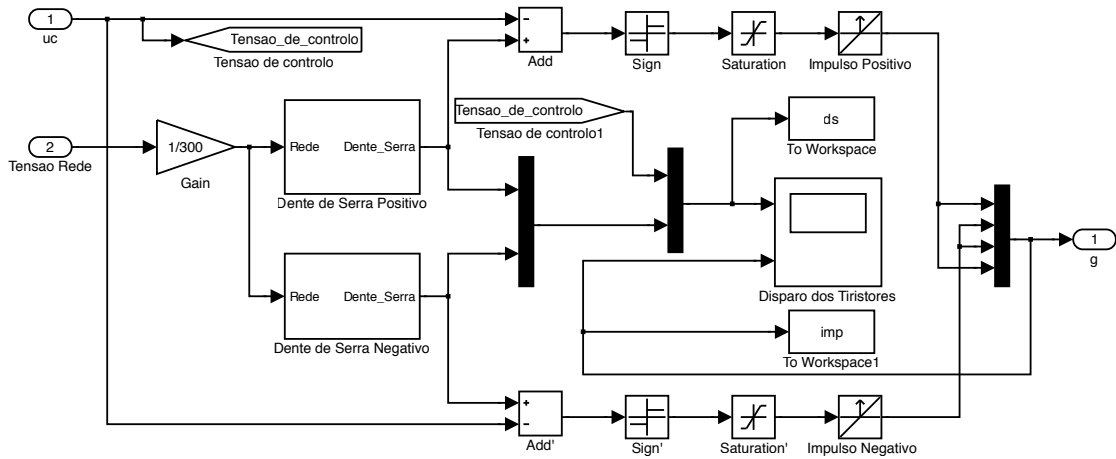 1
uc
Tensao_de_controlo
Tensao de controlo
−
+
Add
Sign
Saturation
Impulso Positivo
2
Tensao Rede
1/300
Gain
Rede
Dente_Serra
Dente de Serra Positivo
Tensao_de_controlo
Tensao de controlo1
ds
To Workspace
Rede
Dente_Serra
Dente de Serra Negativo
Disparo dos Tiristores
imp
To Workspace1
1
g
+
−
Add'
Sign'
Saturation'
Impulso Negativo